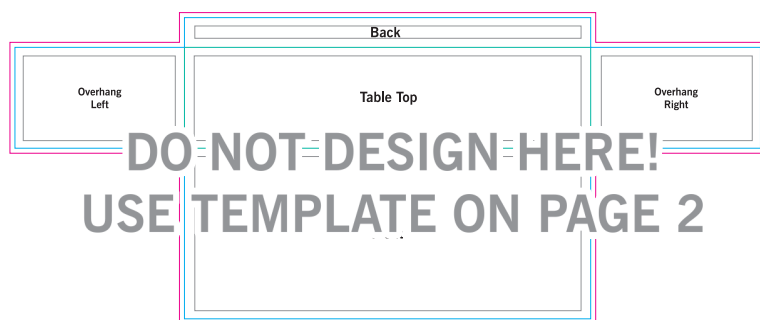 Back
Overhang
Left
Table Top
Overhang
Right
DO NOT DESIGN HERE!
USE TEMPLATE ON PAGE 2